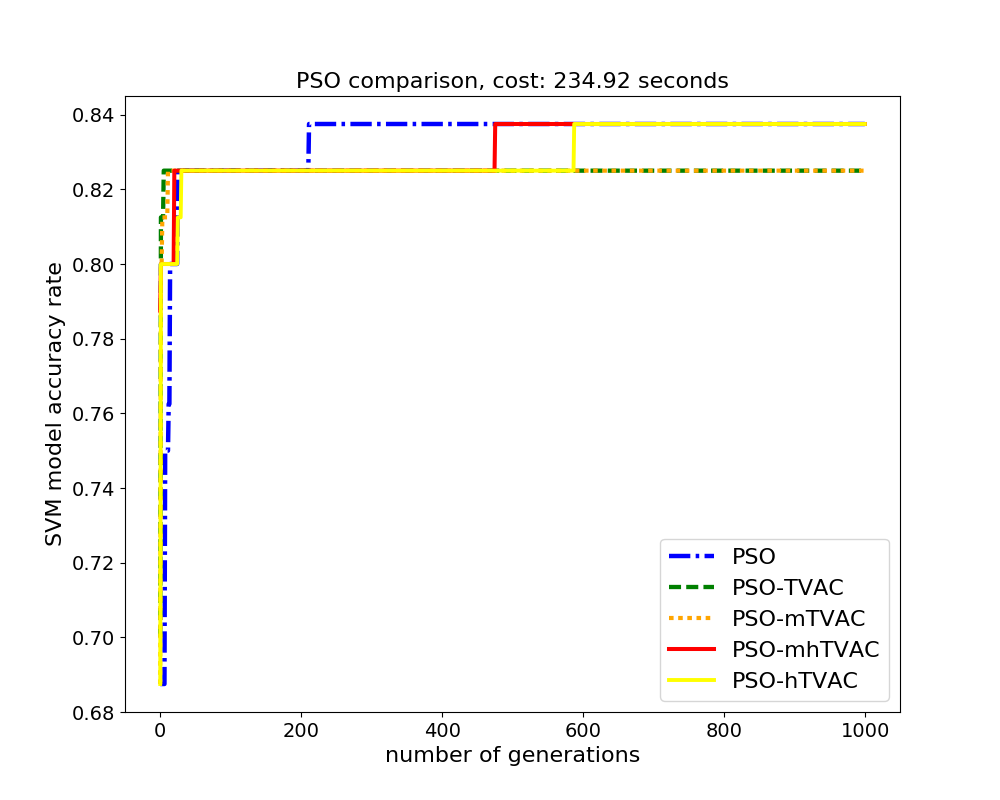 PSO comparison, cost: 234.92 seconds
SVM model accuracy rate
0.84
0.82
0.80
0.78
0.76
0.74
0.72
0.70
0.68
0
200
400
600
800
1000
number of generations
PSO
PSO-TVAC
PSO-mTVAC
PSO-mhTVAC
PSO-hTVAC